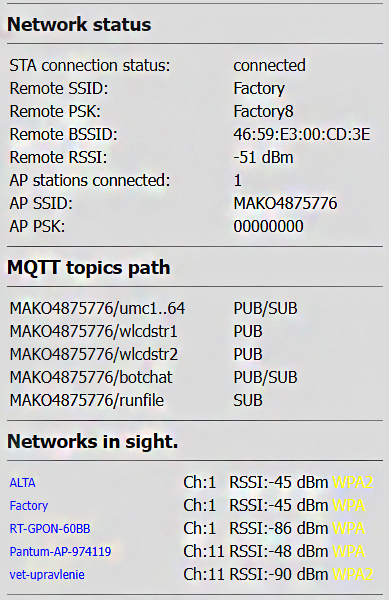 Network status
STA connection status: connected
Remote SSID: Factory
Remote PSK: Factory8
Remote BSSID: 46:59:E3:00:CD:3E
Remote RSSI: -51 dBm
AP stations connected: 1
AP SSID: MAKO4875776
AP PSK: 00000000
MQTT topics path
MAKO4875776/umc1..64 PUB/SUB
MAKO4875776/wlcdstr1 PUB
MAKO4875776/wlcdstr2 PUB
MAKO4875776/botchat PUB/SUB
MAKO4875776/runfile SUB
Networks in sight.
ALTA Ch:1 RSSI:-45 dBm WPA2
Factory Ch:1 RSSI:-45 dBm WPA
RT-GPON-60BB Ch:1 RSSI:-86 dBm WPA
Pantum-AP-974119 Ch:11 RSSI:-48 dBm WPA
vet-upravlenie Ch:11 RSSI:-90 dBm WPA2